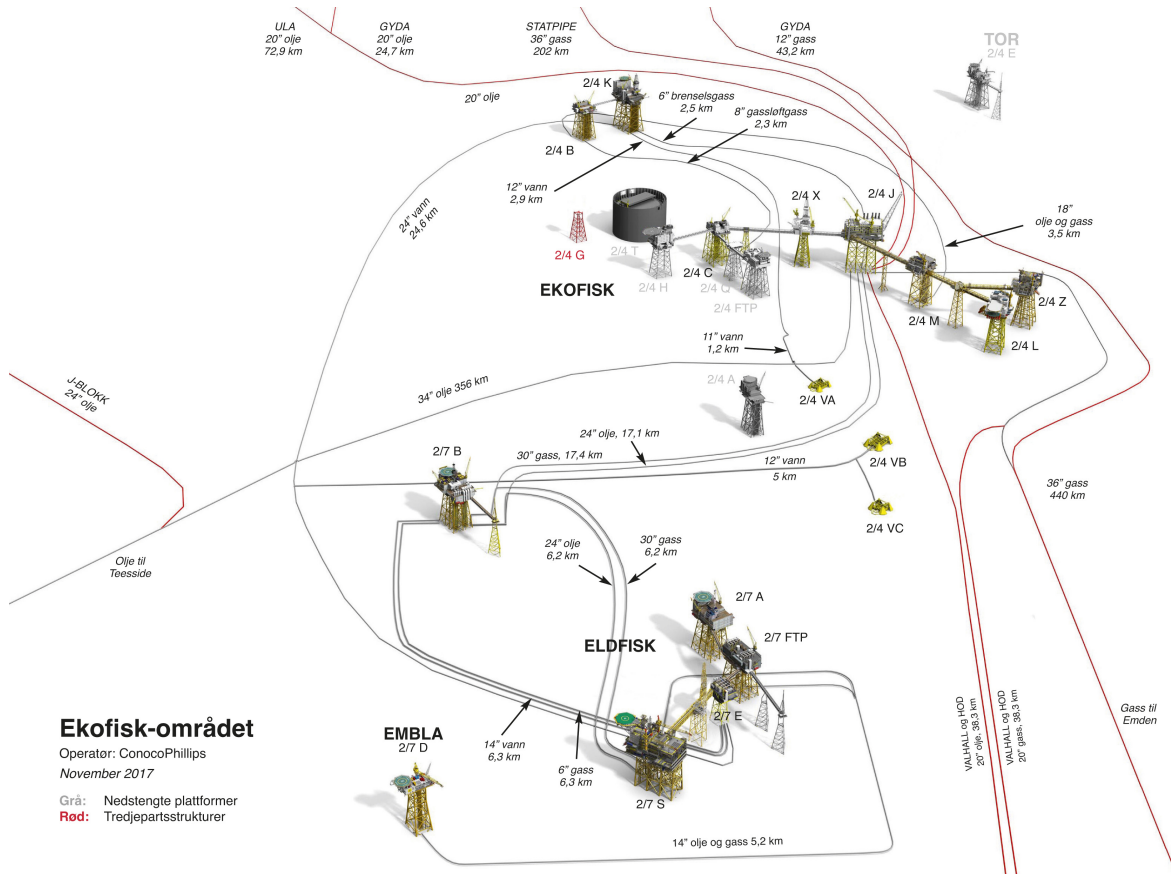 ULA
20” olje
72,9 km
GYDA
20” olje
24,7 km
STATPIPE
36” gass
202 km
GYDA
12” gass
43,2 km
TOR
2/4 E
2/4 K
20” olje
6” brenselsgass
2,5 km
8” gassløftgass
2,3 km
2/4 B
12” vann
2,9 km
24” vann
24,6 km
2/4 X
2/4 J
18”
olje og gass
3,5 km
2/4 G
2/4 T
2/4 H
2/4 C
2/4 Q
2/4 FTP
EKOFISK
2/4 M
2/4 Z
2/4 L
11” vann
1,2 km
34” olje 356 km
2/4 A
2/4 VA
J-BLOKK
24” olje
24” olje, 17,1 km
30” gass, 17,4 km
2/7 B
12” vann
5 km
2/4 VB
2/4 VC
36” gass
440 km
Olje til
Teesside
24” olje
6,2 km
30” gass
6,2 km
2/7 A
ELDFISK
2/7 FTP
2/7 E
14” vann
6,3 km
6” gass
6,3 km
2/7 S
EMBLA
2/7 D
14” olje og gass 5,2 km
VALHALL og HOD
20” olje, 38,3 km
VALHALL og HOD
20” gass, 38,3 km
Gass til
Emden
Ekofisk-området
Operatør: ConocoPhillips
November 2017
Grå: Nedstengte plattformer
Rød: Tredjepartsstrukturer